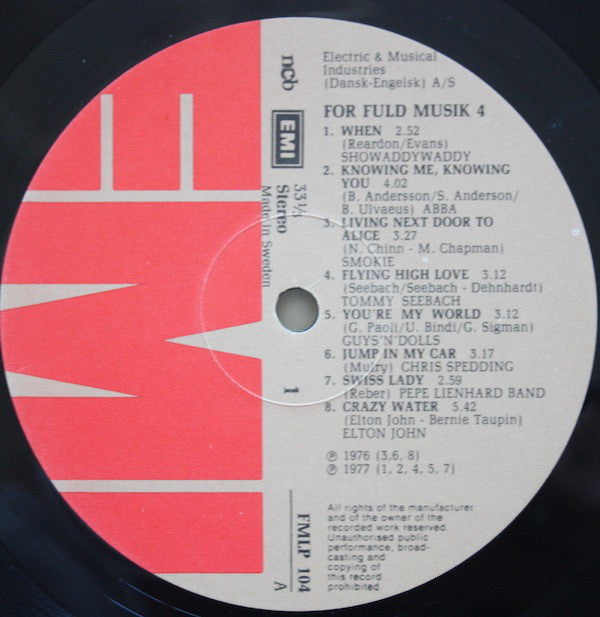 Electric & Musical
Industries
(Dansk-Engelsk) A/S
FOR FULD MUSIK 4
1. WHEN 2.52
(Reardon/Evans)
SHOWADDYWADDY
2. KNOWING ME, KNOWING
YOU 4.02
(B. Andersson/S. Anderson/
B. Ulvaeus) ABBA
3. LIVING NEXT DOOR TO
ALICE 3.27
(N. Chinn - M. Chapman)
SMOKIE
4. FLYING HIGH LOVE 3.12
(Seebach/Seebach - Dehnhardt)
TOMMY SEEBACH
5. YOU'RE MY WORLD 3.12
(G. Paoli/U. Bindi/G. Sigman)
GUYS'N'DOLLS
6. JUMP IN MY CAR 3.17
(Mulry) CHRIS SPEDDING
7. SWISS LADY 2.59
(Reber) PEPE LIENHARD BAND
8. CRAZY WATER 5.42
(Elton John - Bernie Taupin)
ELTON JOHN
℗ 1976 (3,6, 8)
℗ 1977 (1, 2, 4, 5, 7)
All rights of the manufacturer
and of the owner of the
recorded work reserved.
Unauthorised public
performance, broad-
casting and
copying of
this record
prohibited.
ncb
EMI
33⅓
Stereo
Made in Sweden
1
FMLP 104
A
EMI